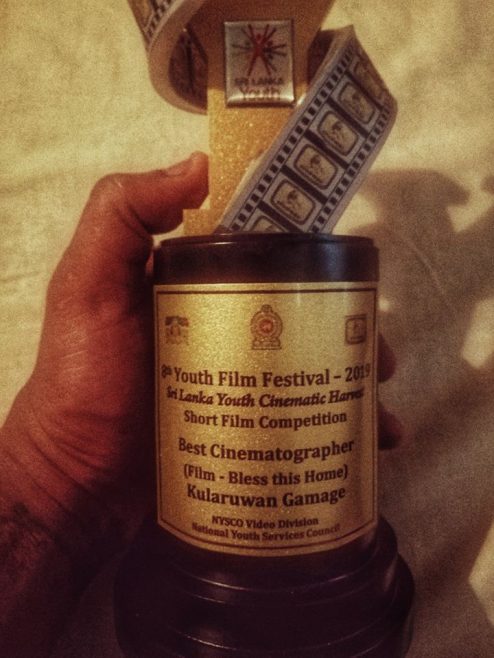 SRI LANKA
Youth
8th Youth Film Festival - 2019
Sri Lanka Youth Cinematic Harvest
Short Film Competition
Best Cinematographer
(Film - Bless this Home)
Kularuwan Gamage
NYSCO Video Division
National Youth Services Council